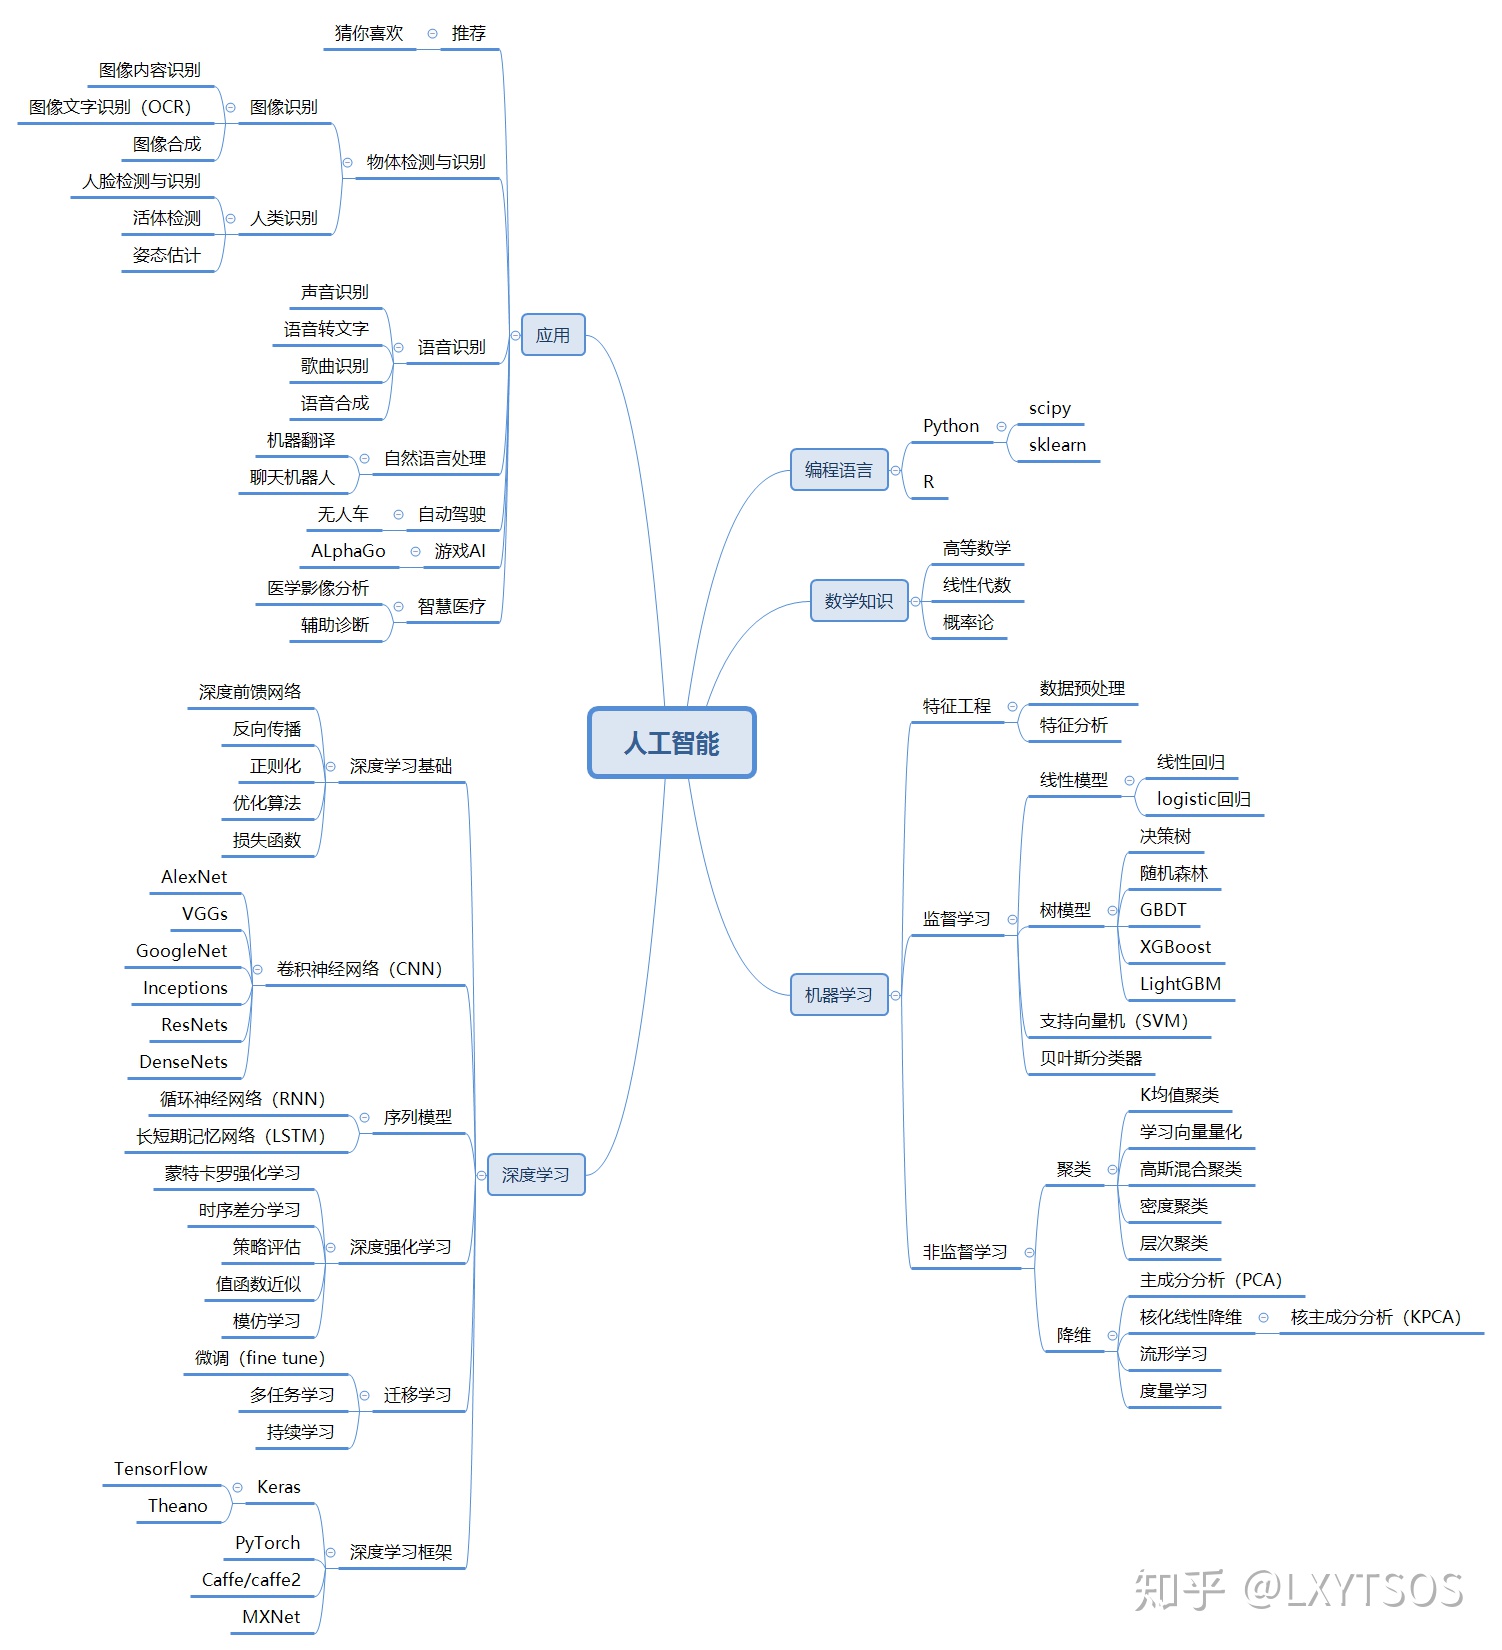 人工智能
应用
推荐
猜你喜欢
物体检测与识别
图像识别
图像内容识别
图像文字识别（OCR）
图像合成
人类识别
人脸检测与识别
活体检测
姿态估计
语音识别
声音识别
语音转文字
歌曲识别
语音合成
自然语言处理
机器翻译
聊天机器人
自动驾驶
无人车
游戏AI
ALphaGo
智慧医疗
医学影像分析
辅助诊断
深度学习
深度学习基础
深度前馈网络
反向传播
正则化
优化算法
损失函数
卷积神经网络（CNN）
AlexNet
VGGs
GoogleNet
Inceptions
ResNets
DenseNets
序列模型
循环神经网络（RNN）
长短期记忆网络（LSTM）
深度强化学习
蒙特卡罗强化学习
时序差分学习
策略评估
值函数近似
模仿学习
迁移学习
微调（fine tune）
多任务学习
持续学习
深度学习框架
Keras
TensorFlow
Theano
PyTorch
Caffe/caffe2
MXNet
编程语言
Python
scipy
sklearn
R
数学知识
高等数学
线性代数
概率论
机器学习
特征工程
数据预处理
特征分析
监督学习
线性模型
线性回归
logistic回归
树模型
决策树
随机森林
GBDT
XGBoost
LightGBM
支持向量机（SVM）
贝叶斯分类器
非监督学习
聚类
K均值聚类
学习向量量化
高斯混合聚类
密度聚类
层次聚类
降维
主成分分析（PCA）
核化线性降维
核主成分分析（KPCA）
流形学习
度量学习
知乎 @LXYTSOS